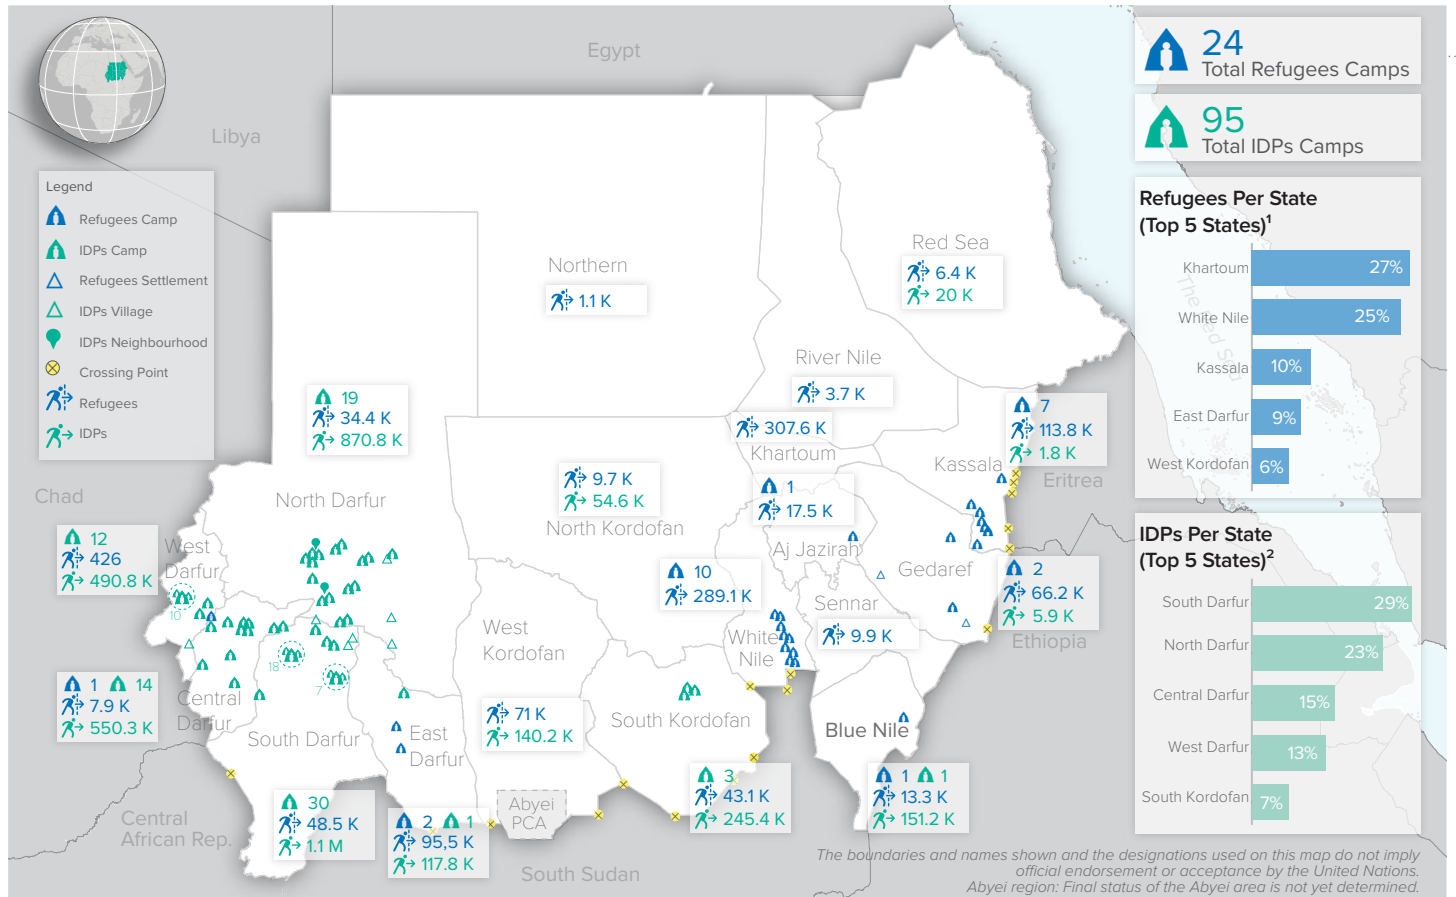 Egypt
Libya
Chad
Central
African Rep.
South Sudan
Ethiopia
Eritrea
The Red Sea
Legend
Refugees Camp
IDPs Camp
Refugees Settlement
IDPs Village
IDPs Neighbourhood
Crossing Point
Refugees
IDPs
Northern
1.1 K
Red Sea
6.4 K
20 K
River Nile
3.7 K
307.6 K
Khartoum
19
34.4 K
870.8 K
North Darfur
9.7 K
54.6 K
North Kordofan
1
17.5 K
Aj Jazirah
Kassala
7
113.8 K
1.8 K
12
426
490.8 K
West
Darfur
10
10
289.1 K
White
Nile
Gedaref
2
66.2 K
5.9 K
Sennar
9.9 K
West
Kordofan
71 K
140.2 K
1 14
7.9 K
550.3 K
Central
Darfur
18
7
South Darfur
30
48.5 K
1.1 M
East
Darfur
2 1
95,5 K
117.8 K
Abyei
PCA
South Kordofan
3
43.1 K
245.4 K
Blue Nile
1 1
13.3 K
151.2 K
24
Total Refugees Camps
95
Total IDPs Camps
Refugees Per State
(Top 5 States)¹
Khartoum 27%
White Nile 25%
Kassala 10%
East Darfur 9%
West Kordofan 6%
IDPs Per State
(Top 5 States)²
South Darfur 29%
North Darfur 23%
Central Darfur 15%
West Darfur 13%
South Kordofan 7%
The boundaries and names shown and the designations used on this map do not imply
official endorsement or acceptance by the United Nations.
Abyei region: Final status of the Abyei area is not yet determined.